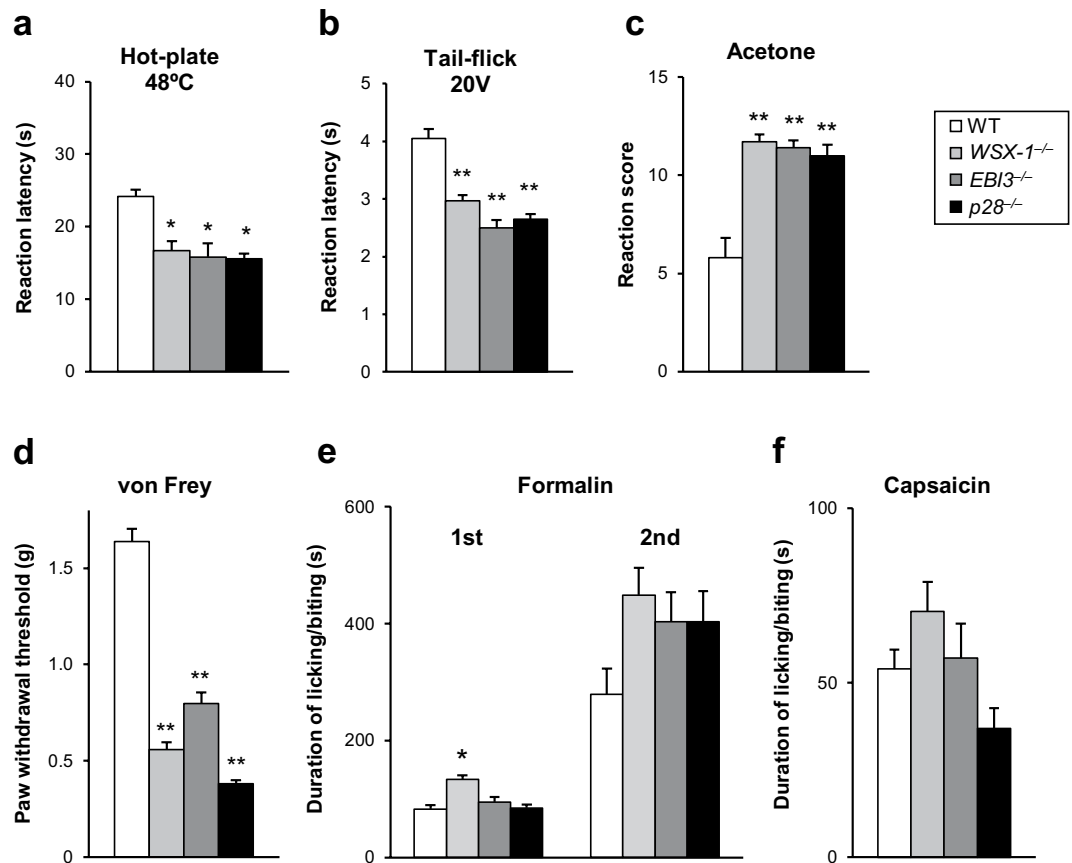 a
Hot-plate
48ºC
Reaction latency (s)
40
30
20
10
0
* * *
b
Tail-flick
20V
Reaction latency (s)
5
4
3
2
1
0
** ** **
c
Acetone
Reaction score
15
10
5
0
** ** **
WT
WSX-1–/–
EBI3–/–
p28–/–
d
von Frey
Paw withdrawal threshold (g)
1.5
1.0
0.5
0
** ** **
e
Formalin
Duration of licking/biting (s)
600
400
200
0
1st 2nd
*
f
Capsaicin
Duration of licking/biting (s)
100
50
0